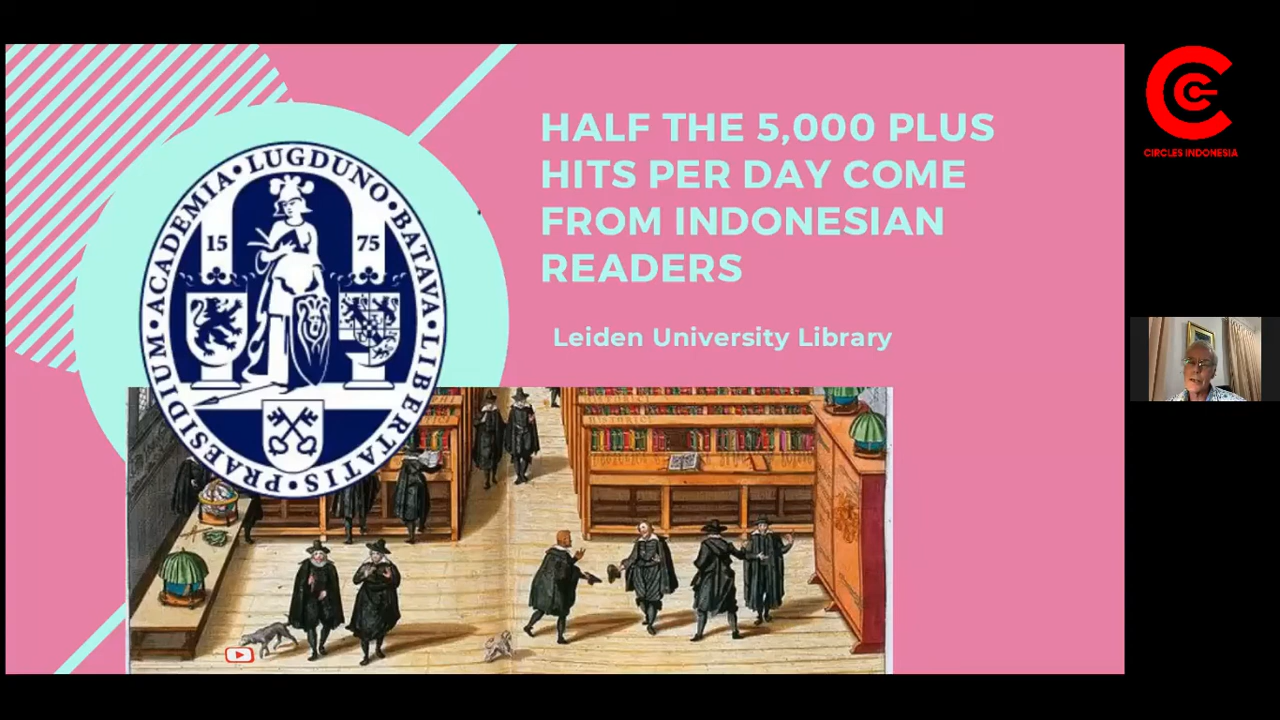 HALF THE 5,000 PLUS
HITS PER DAY COME
FROM INDONESIAN
READERS
Leiden University Library
ACADEMIA • LUGDUNO • BATAVA • LIBERTATIS • PRAESIDIUM •
15 75
CIRCLES INDONESIA